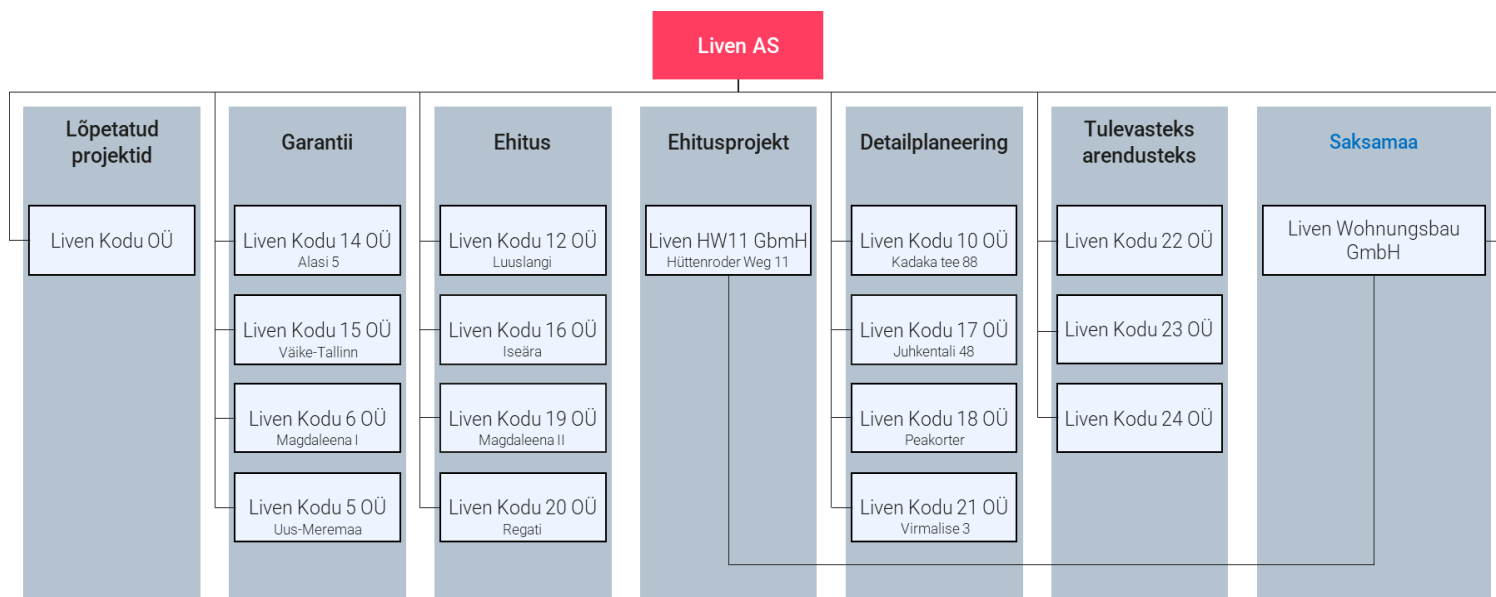 Liven AS
Lõpetatud
projektid
Liven Kodu OÜ
Garantii
Liven Kodu 14 OÜ
Alasi 5
Liven Kodu 15 OÜ
Väike-Tallinn
Liven Kodu 6 OÜ
Magdaleena I
Liven Kodu 5 OÜ
Uus-Meremaa
Ehitus
Liven Kodu 12 OÜ
Luuslangi
Liven Kodu 16 OÜ
Iseära
Liven Kodu 19 OÜ
Magdaleena II
Liven Kodu 20 OÜ
Regati
Ehitusprojekt
Liven HW11 GbmH
Hüttenroder Weg 11
Detailplaneering
Liven Kodu 10 OÜ
Kadaka tee 88
Liven Kodu 17 OÜ
Juhkentali 48
Liven Kodu 18 OÜ
Peakorter
Liven Kodu 21 OÜ
Virmalise 3
Tulevasteks
arendusteks
Liven Kodu 22 OÜ
Liven Kodu 23 OÜ
Liven Kodu 24 OÜ
Saksamaa
Liven Wohnungsbau
GmbH